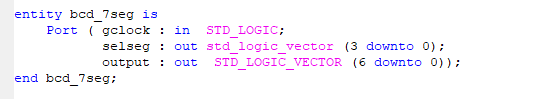 entity bcd_7seg is
    Port ( gclock : in  STD_LOGIC;
           selseg : out std_logic_vector (3 downto 0);
           output : out  STD_LOGIC_VECTOR (6 downto 0));
end bcd_7seg;